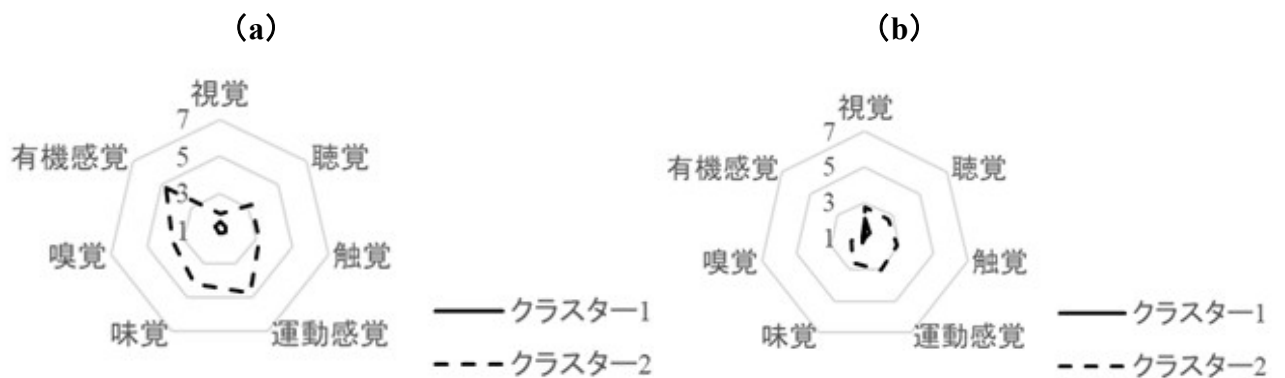 (a)
視覚
7
5
3
1
有機感覚
聴覚
嗅覚
触覚
味覚
運動感覚
クラスター1
クラスター2
(b)
視覚
7
5
3
1
有機感覚
聴覚
嗅覚
触覚
味覚
運動感覚
クラスター1
クラスター2